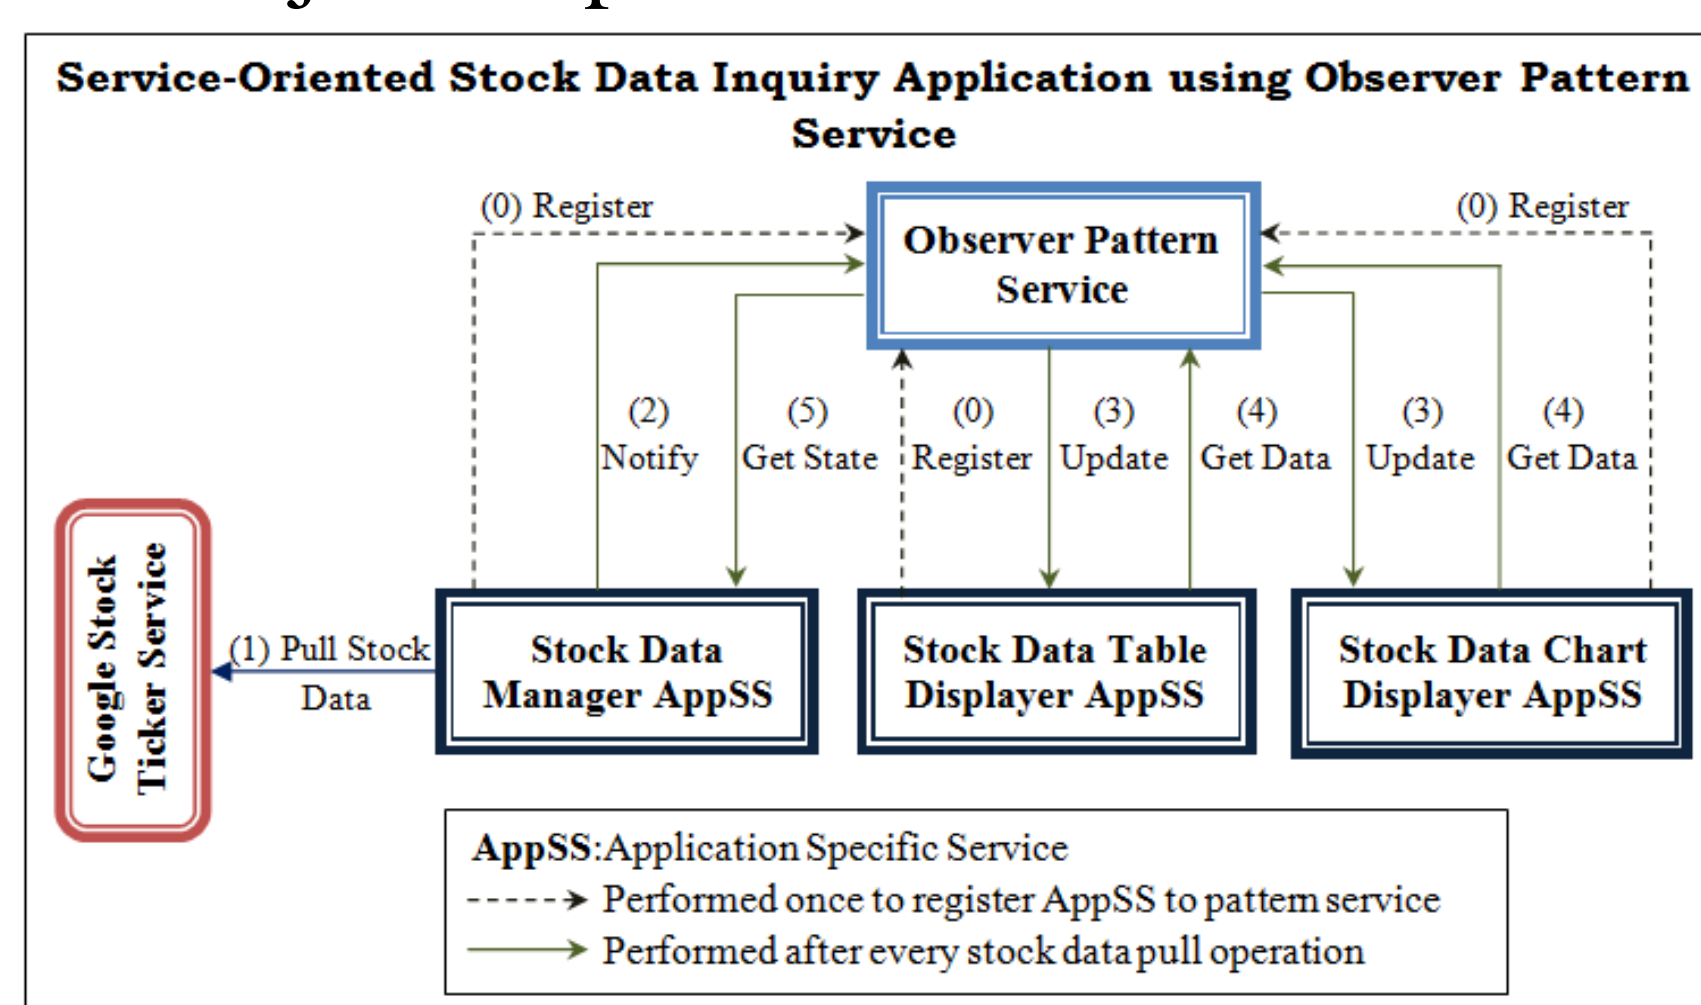 Service-Oriented Stock Data Inquiry Application using Observer Pattern
Service
(0) Register
(0) Register
Observer Pattern
Service
(2)
Notify
(5)
Get State
(0)
Register
(3)
Update
(4)
Get Data
(3)
Update
(4)
Get Data
Google Stock
Ticker Service
(1) Pull Stock
Data
Stock Data
Manager AppSS
Stock Data Table
Displayer AppSS
Stock Data Chart
Displayer AppSS
AppSS:Application Specific Service
Performed once to register AppSS to pattern service
Performed after every stock data pull operation